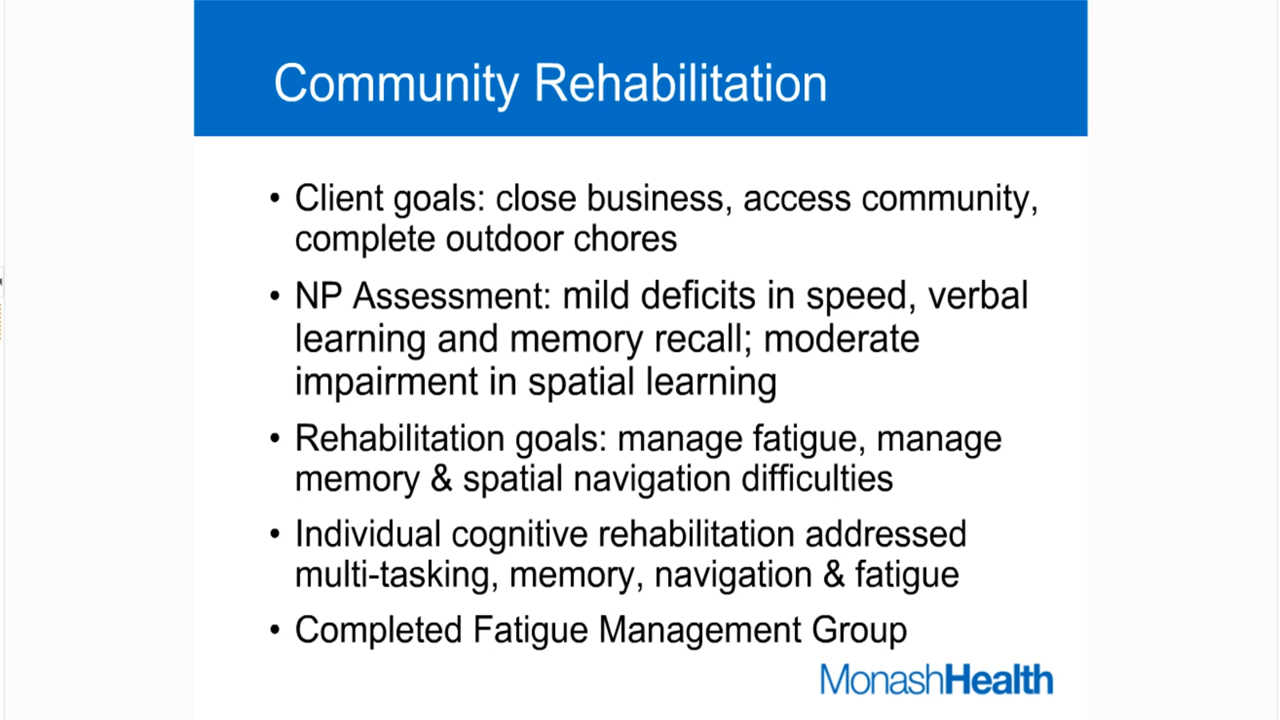 Community Rehabilitation
• Client goals: close business, access community,
complete outdoor chores
• NP Assessment: mild deficits in speed, verbal
learning and memory recall; moderate
impairment in spatial learning
• Rehabilitation goals: manage fatigue, manage
memory & spatial navigation difficulties
• Individual cognitive rehabilitation addressed
multi-tasking, memory, navigation & fatigue
• Completed Fatigue Management Group
MonashHealth